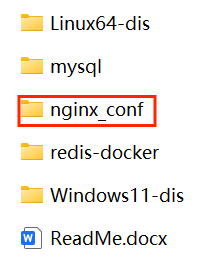 Linux64-dis
mysql
nginx_conf
redis-docker
Windows11-dis
ReadMe.docx